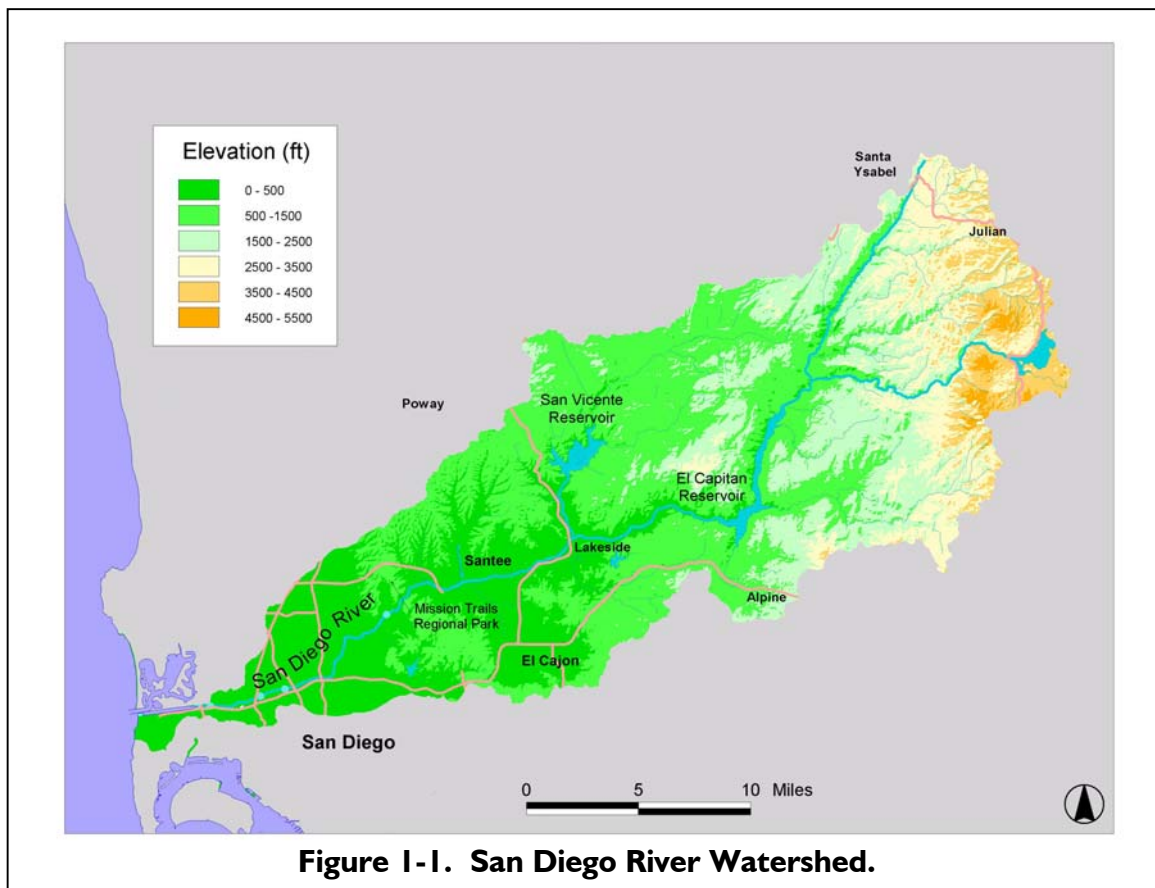 Elevation (ft)
0 - 500
500 -1500
1500 - 2500
2500 - 3500
3500 - 4500
4500 - 5500
Santa
Ysabel
Julian
Poway
San Vicente
Reservoir
El Capitan
Reservoir
Lakeside
Santee
Alpine
Mission Trails
Regional Park
San Diego River
El Cajon
San Diego
0 5 10 Miles
Figure 1-1. San Diego River Watershed.